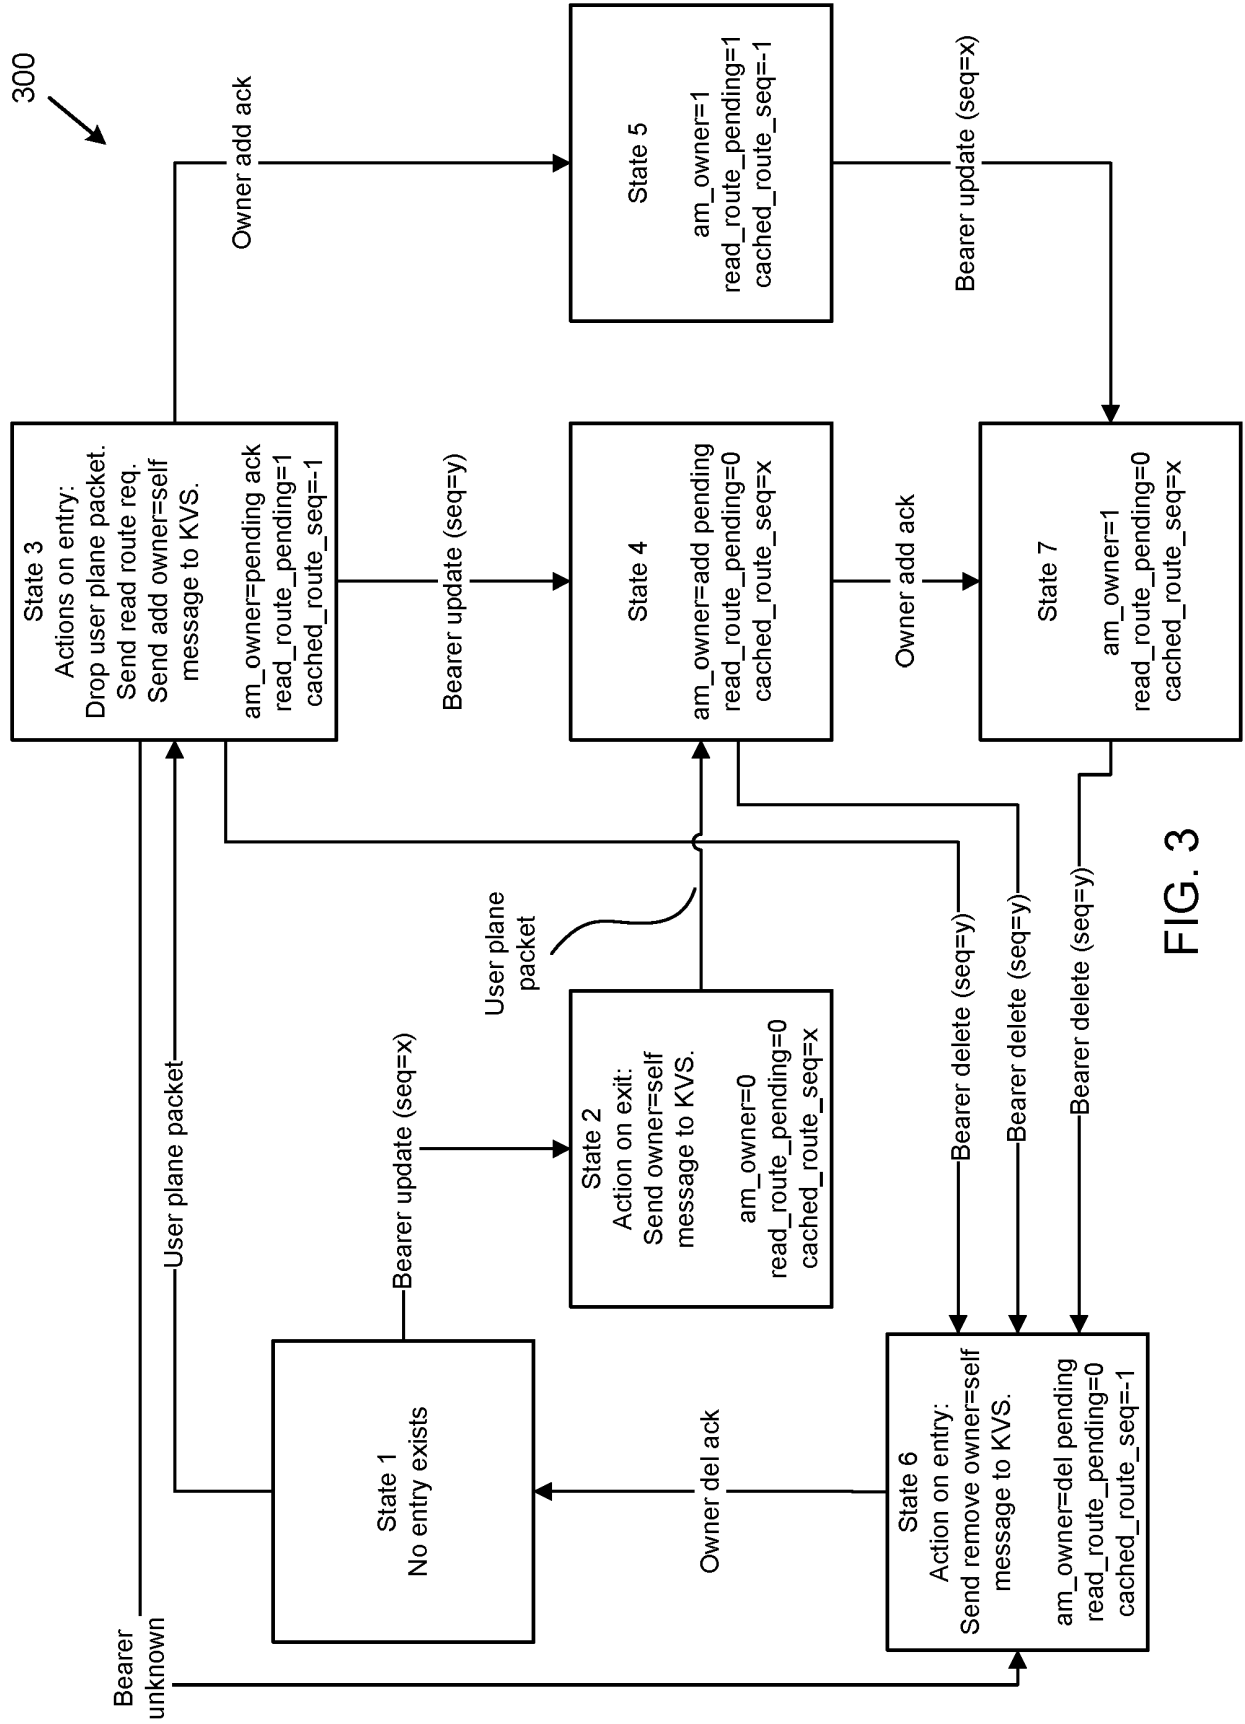 300
State 3
Actions on entry:
Drop user plane packet.
Send read route req.
Send add owner=self
message to KVS.
am_owner=pending ack
read_route_pending=1
cached_route_seq=-1
Owner add ack
State 5
am_owner=1
read_route_pending=1
cached_route_seq=-1
Bearer update (seq=x)
Bearer update (seq=y)
State 4
am_owner=add pending
read_route_pending=0
cached_route_seq=x
Owner add ack
State 7
am_owner=1
read_route_pending=0
cached_route_seq=x
User plane packet
Bearer
unknown
State 1
No entry exists
Bearer update (seq=x)
State 2
Action on exit:
Send owner=self
message to KVS.
am_owner=0
read_route_pending=0
cached_route_seq=x
User plane
packet
Owner del ack
State 6
Action on entry:
Send remove owner=self
message to KVS.
am_owner=del pending
read_route_pending=0
cached_route_seq=-1
Bearer delete (seq=y)
Bearer delete (seq=y)
Bearer delete (seq=y)
FIG. 3